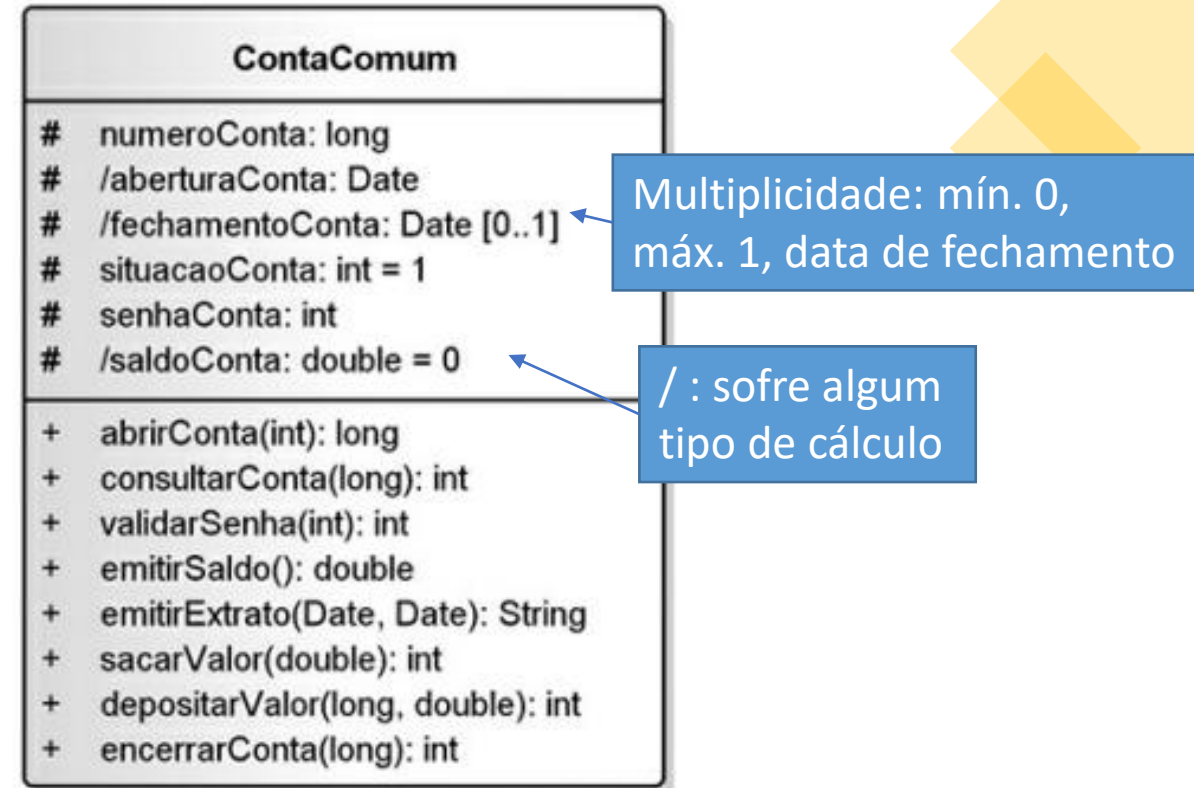 ContaComum
# numeroConta: long
# /aberturaConta: Date
# /fechamentoConta: Date [0..1]
# situacaoConta: int = 1
# senhaConta: int
# /saldoConta: double = 0
Multiplicidade: mín. 0,
máx. 1, data de fechamento
/ : sofre algum
tipo de cálculo
+ abrirConta(int): long
+ consultarConta(long): int
+ validarSenha(int): int
+ emitirSaldo(): double
+ emitirExtrato(Date, Date): String
+ sacarValor(double): int
+ depositarValor(long, double): int
+ encerrarConta(long): int